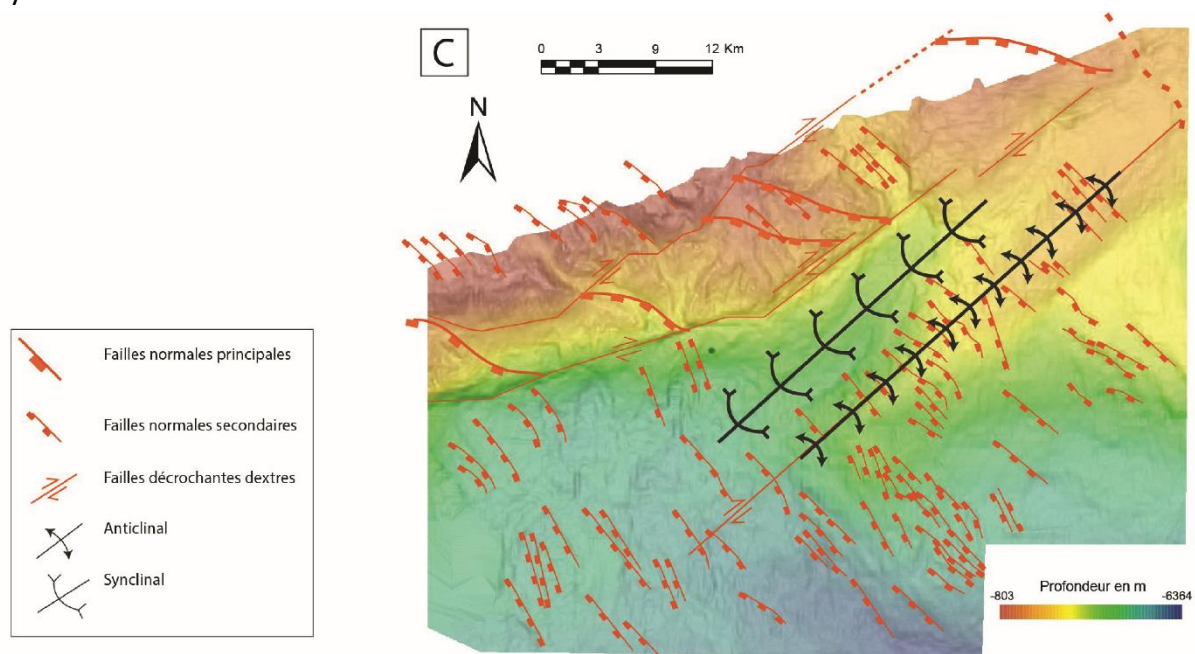 C
0 3 9 12 Km
N
Failles normales principales
Failles normales secondaires
Failles décrochantes dextres
Anticlinal
Synclinal
Profondeur en m
-803 -6364